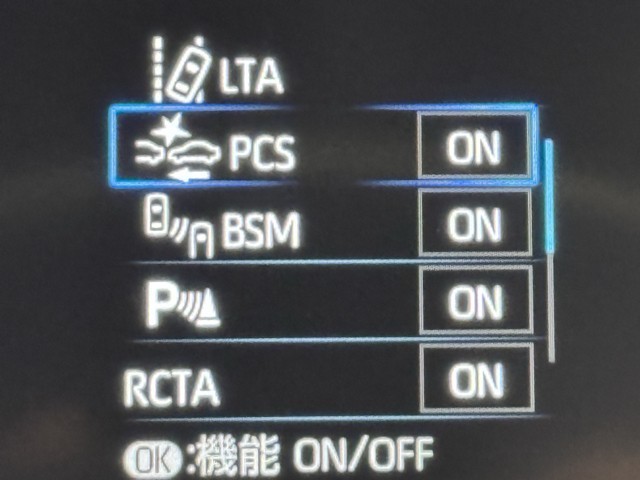 LTA
PCS ON
BSM ON
P ON
RCTA ON
OK:機能 ON/OFF